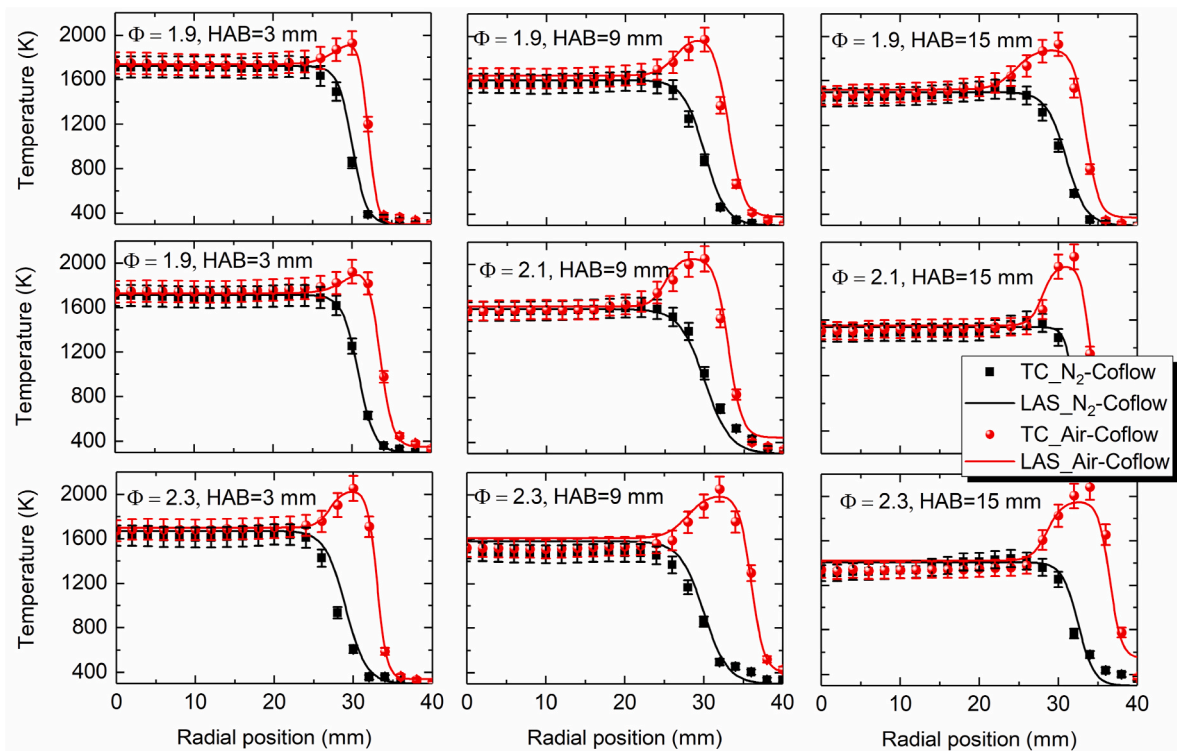 Temperature (K)
2000
1600
1200
800
400
Φ = 1.9, HAB=3 mm
Φ = 1.9, HAB=9 mm
Φ = 1.9, HAB=15 mm
Temperature (K)
2000
1600
1200
800
400
Φ = 1.9, HAB=3 mm
Φ = 2.1, HAB=9 mm
Φ = 2.1, HAB=15 mm
TC_N₂-Coflow
LAS_N₂-Coflow
TC_Air-Coflow
LAS_Air-Coflow
Temperature (K)
2000
1600
1200
800
400
Φ = 2.3, HAB=3 mm
Φ = 2.3, HAB=9 mm
Φ = 2.3, HAB=15 mm
0 10 20 30 40
0 10 20 30 40
0 10 20 30 40
Radial position (mm)
Radial position (mm)
Radial position (mm)